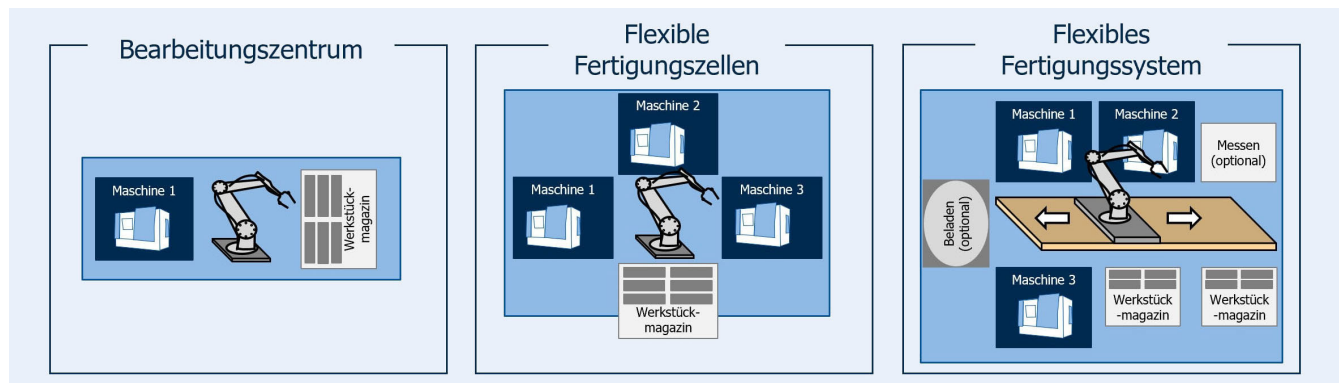 Bearbeitungszentrum
Maschine 1
Werkstück-
magazin
Flexible
Fertigungszellen
Maschine 2
Maschine 1
Maschine 3
Werkstück-
magazin
Flexibles
Fertigungssystem
Maschine 1
Maschine 2
Messen
(optional)
Beladen
(optional)
Maschine 3
Werkstück
-magazin
Werkstück
-magazin